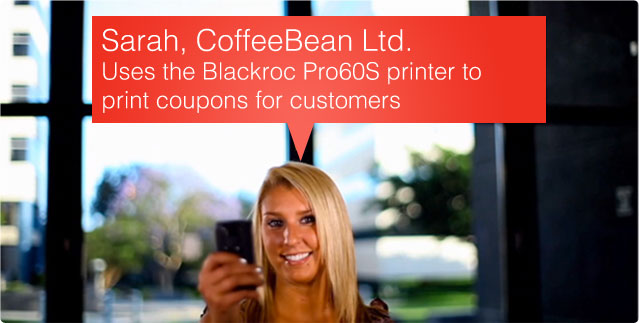 Sarah, CoffeeBean Ltd.
Uses the Blackroc Pro60S printer to
print coupons for customers